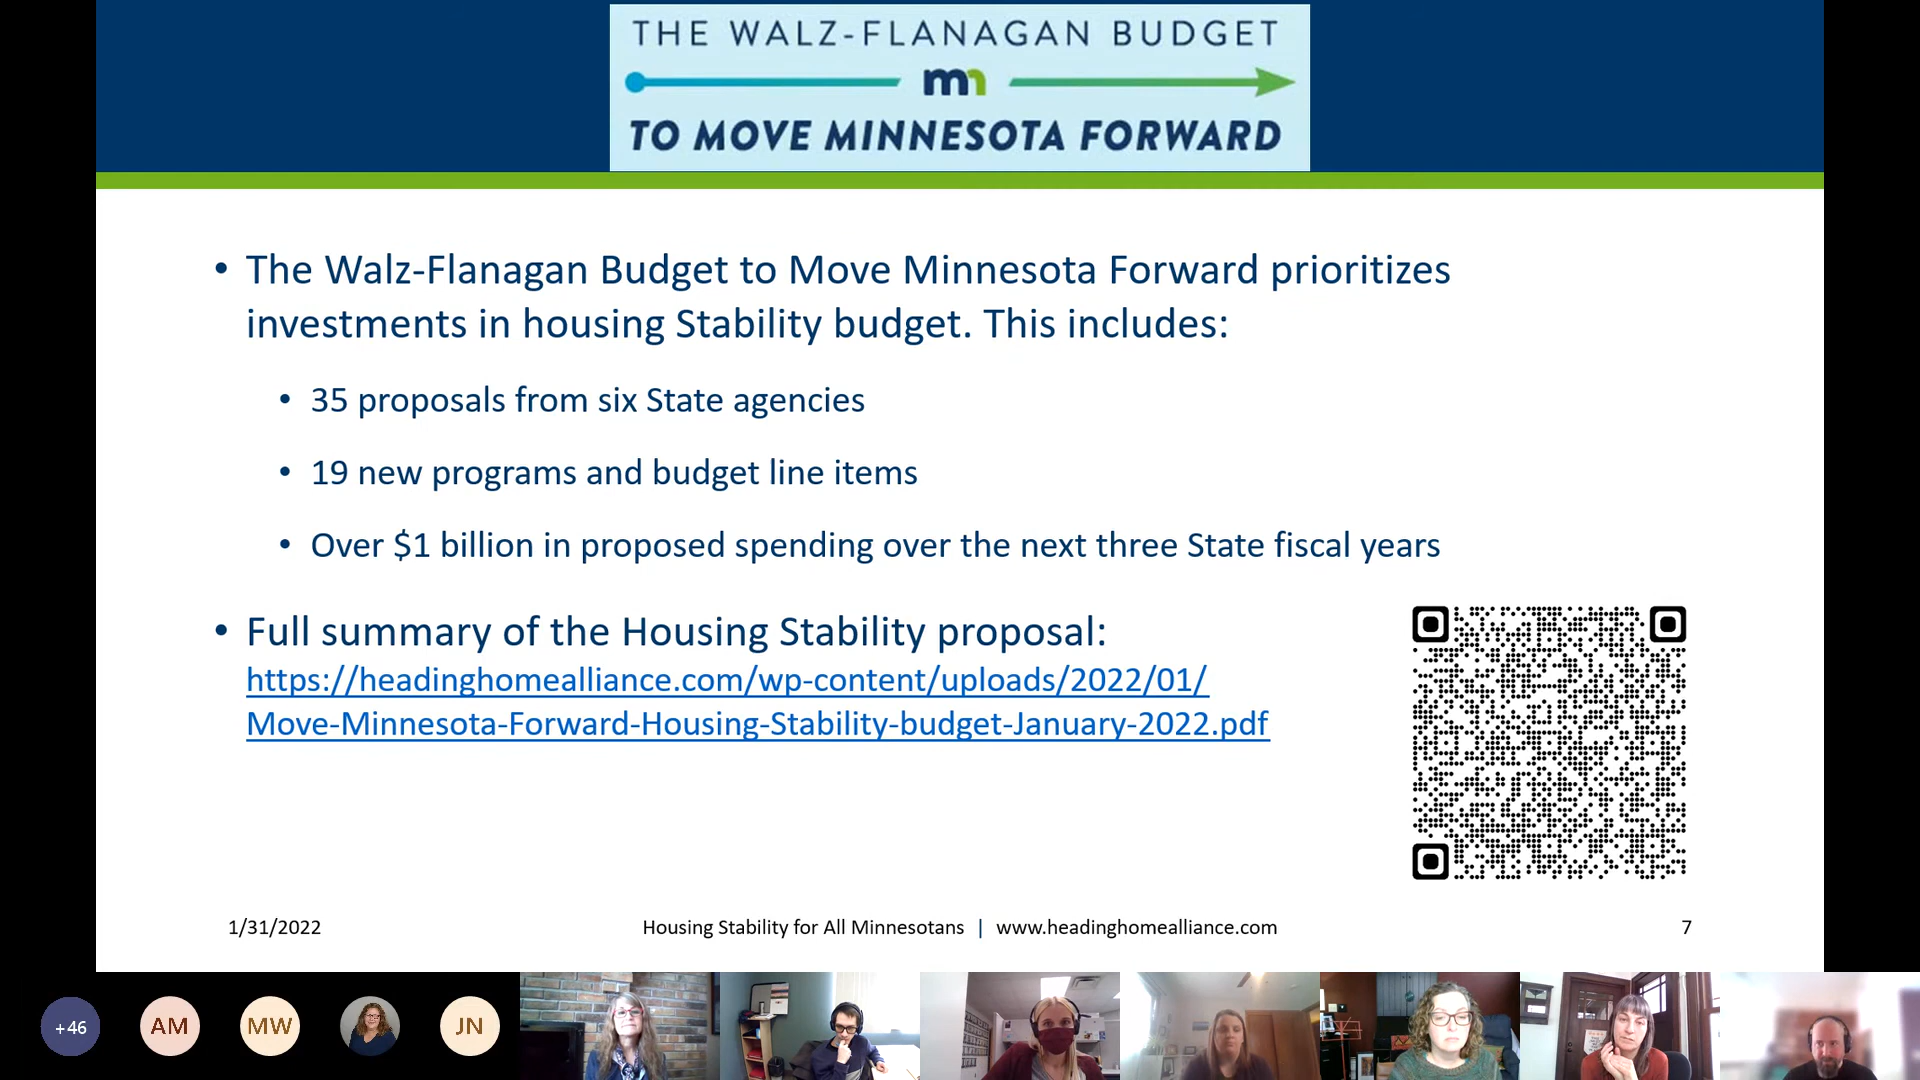 THE WALZ-FLANAGAN BUDGET
mn
TO MOVE MINNESOTA FORWARD
• The Walz-Flanagan Budget to Move Minnesota Forward prioritizes
investments in housing Stability budget. This includes:
• 35 proposals from six State agencies
• 19 new programs and budget line items
• Over $1 billion in proposed spending over the next three State fiscal years
• Full summary of the Housing Stability proposal:
https://headinghomealliance.com/wp-content/uploads/2022/01/
Move-Minnesota-Forward-Housing-Stability-budget-January-2022.pdf
1/31/2022
Housing Stability for All Minnesotans | www.headinghomealliance.com
7
+46
AM
MW
JN